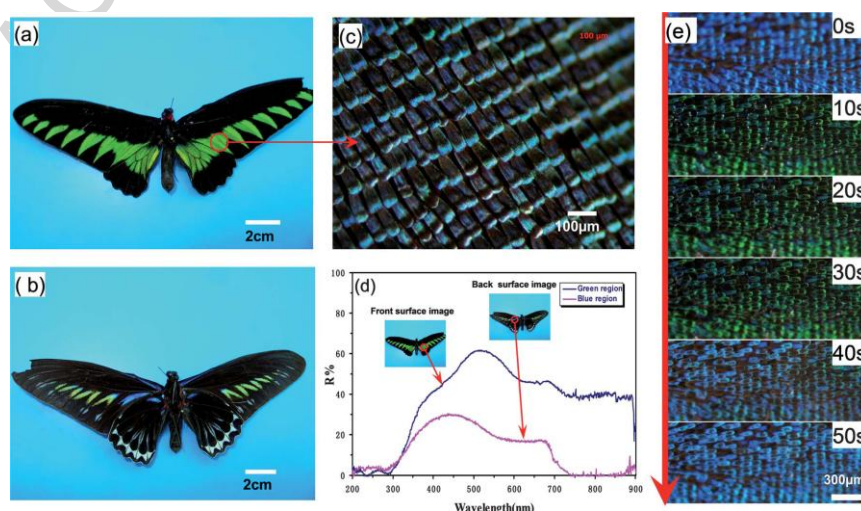 (a)
2cm
(b)
2cm
(c)
100 μm
100μm
(d)
Front surface image
Back surface image
Green region
Blue region
R%
100
80
60
40
20
0
200 300 400 500 600 700 800 900
Wavelength(nm)
(e)
0s
10s
20s
30s
40s
50s
300μm